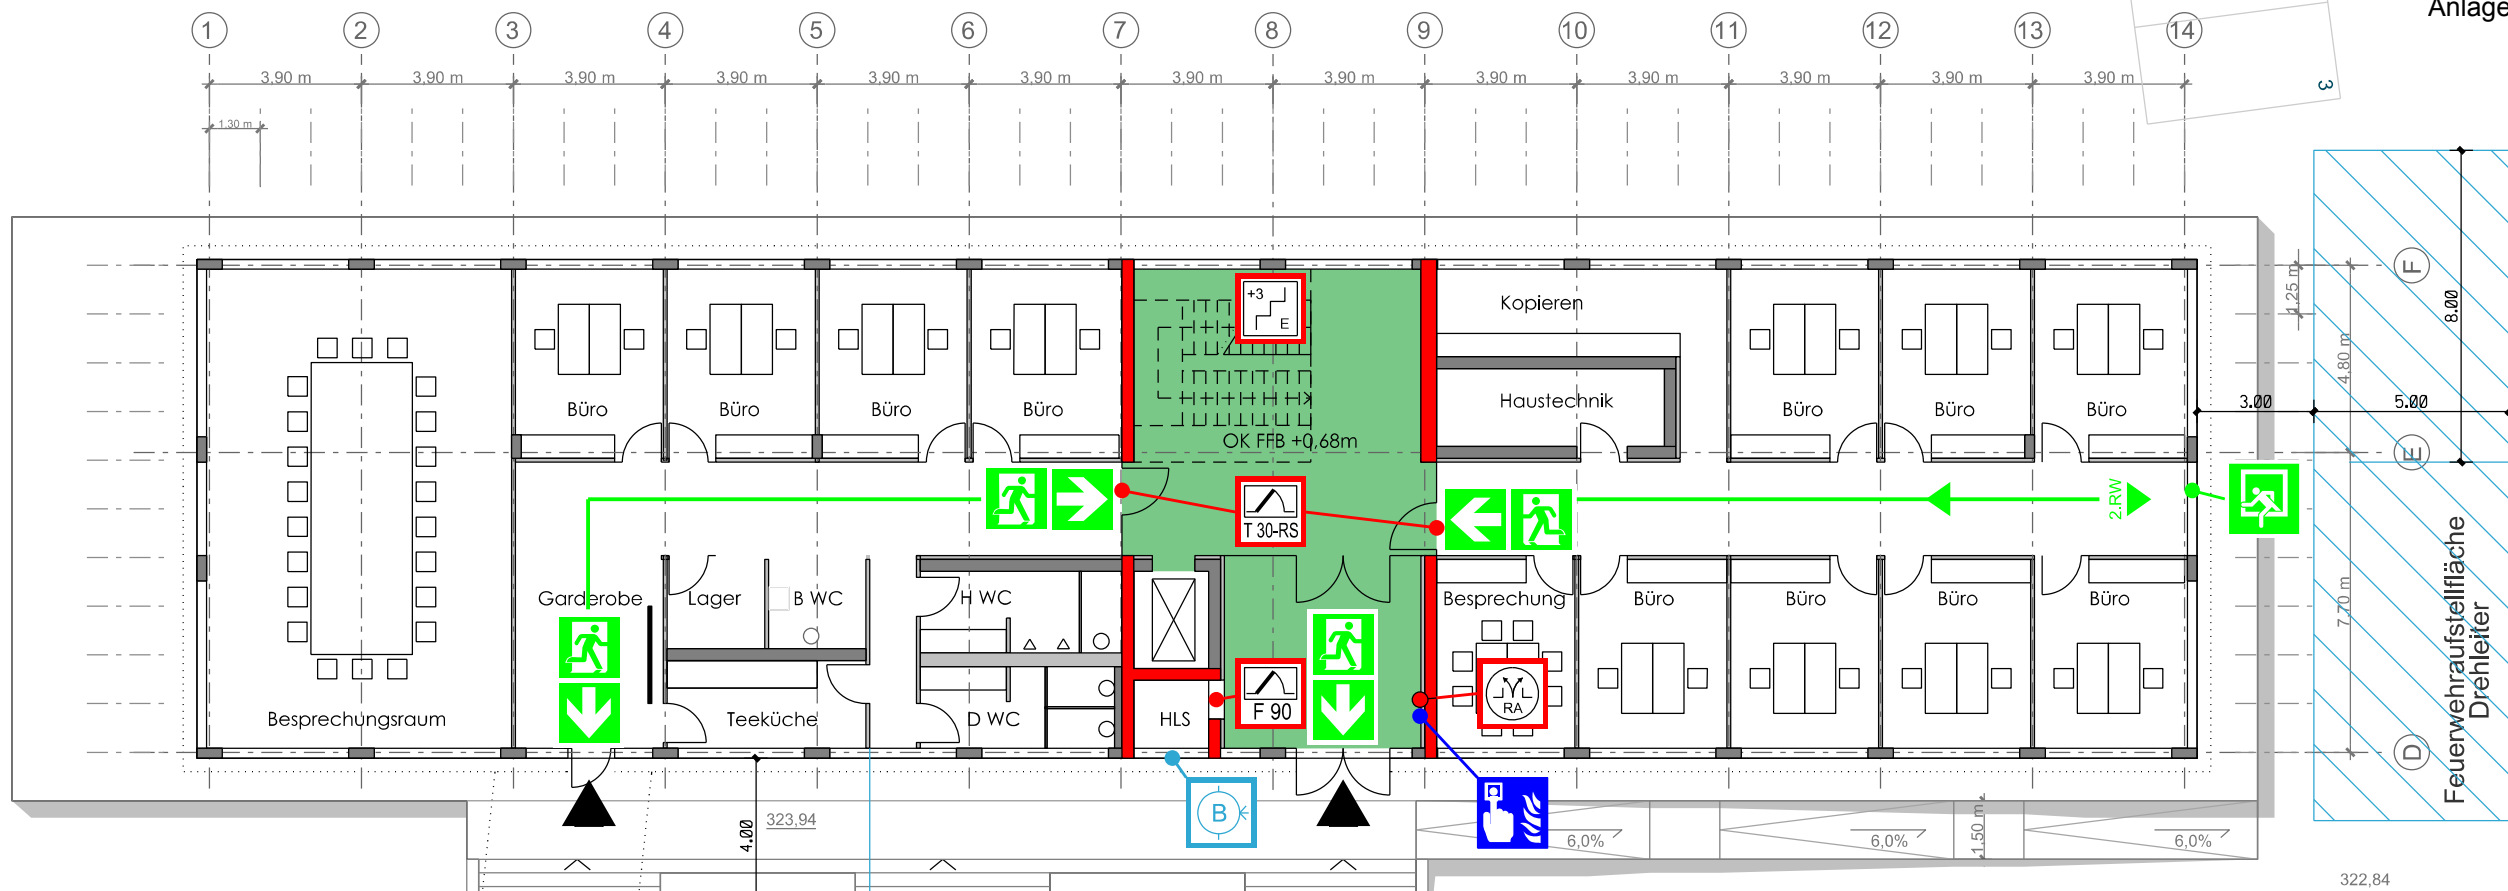 Anlage
1 2 3 4 5 6 7 8 9 10 11 12 13 14
3,90 m 3,90 m 3,90 m 3,90 m 3,90 m 3,90 m 3,90 m 3,90 m 3,90 m 3,90 m 3,90 m 3,90 m 3,90 m
3
1.30 m
F
1,25 m
8.00
+3
E
Kopieren
4,80 m
Haustechnik
3.00
5.00
Büro Büro Büro Büro
Büro Büro Büro
OK FFB +0,68m
E
2.RW
T 30-RS
Feuerwehraufstellfläche
Drehleiter
Garderobe
Lager
B WC
H WC
Besprechung
Büro Büro Büro Büro
7,70 m
Besprechungsraum
Teeküche
D WC
HLS
F 90
RA
D
B
4.00
323,94
6,0%
6,0%
1,50 m
6,0%
322,84